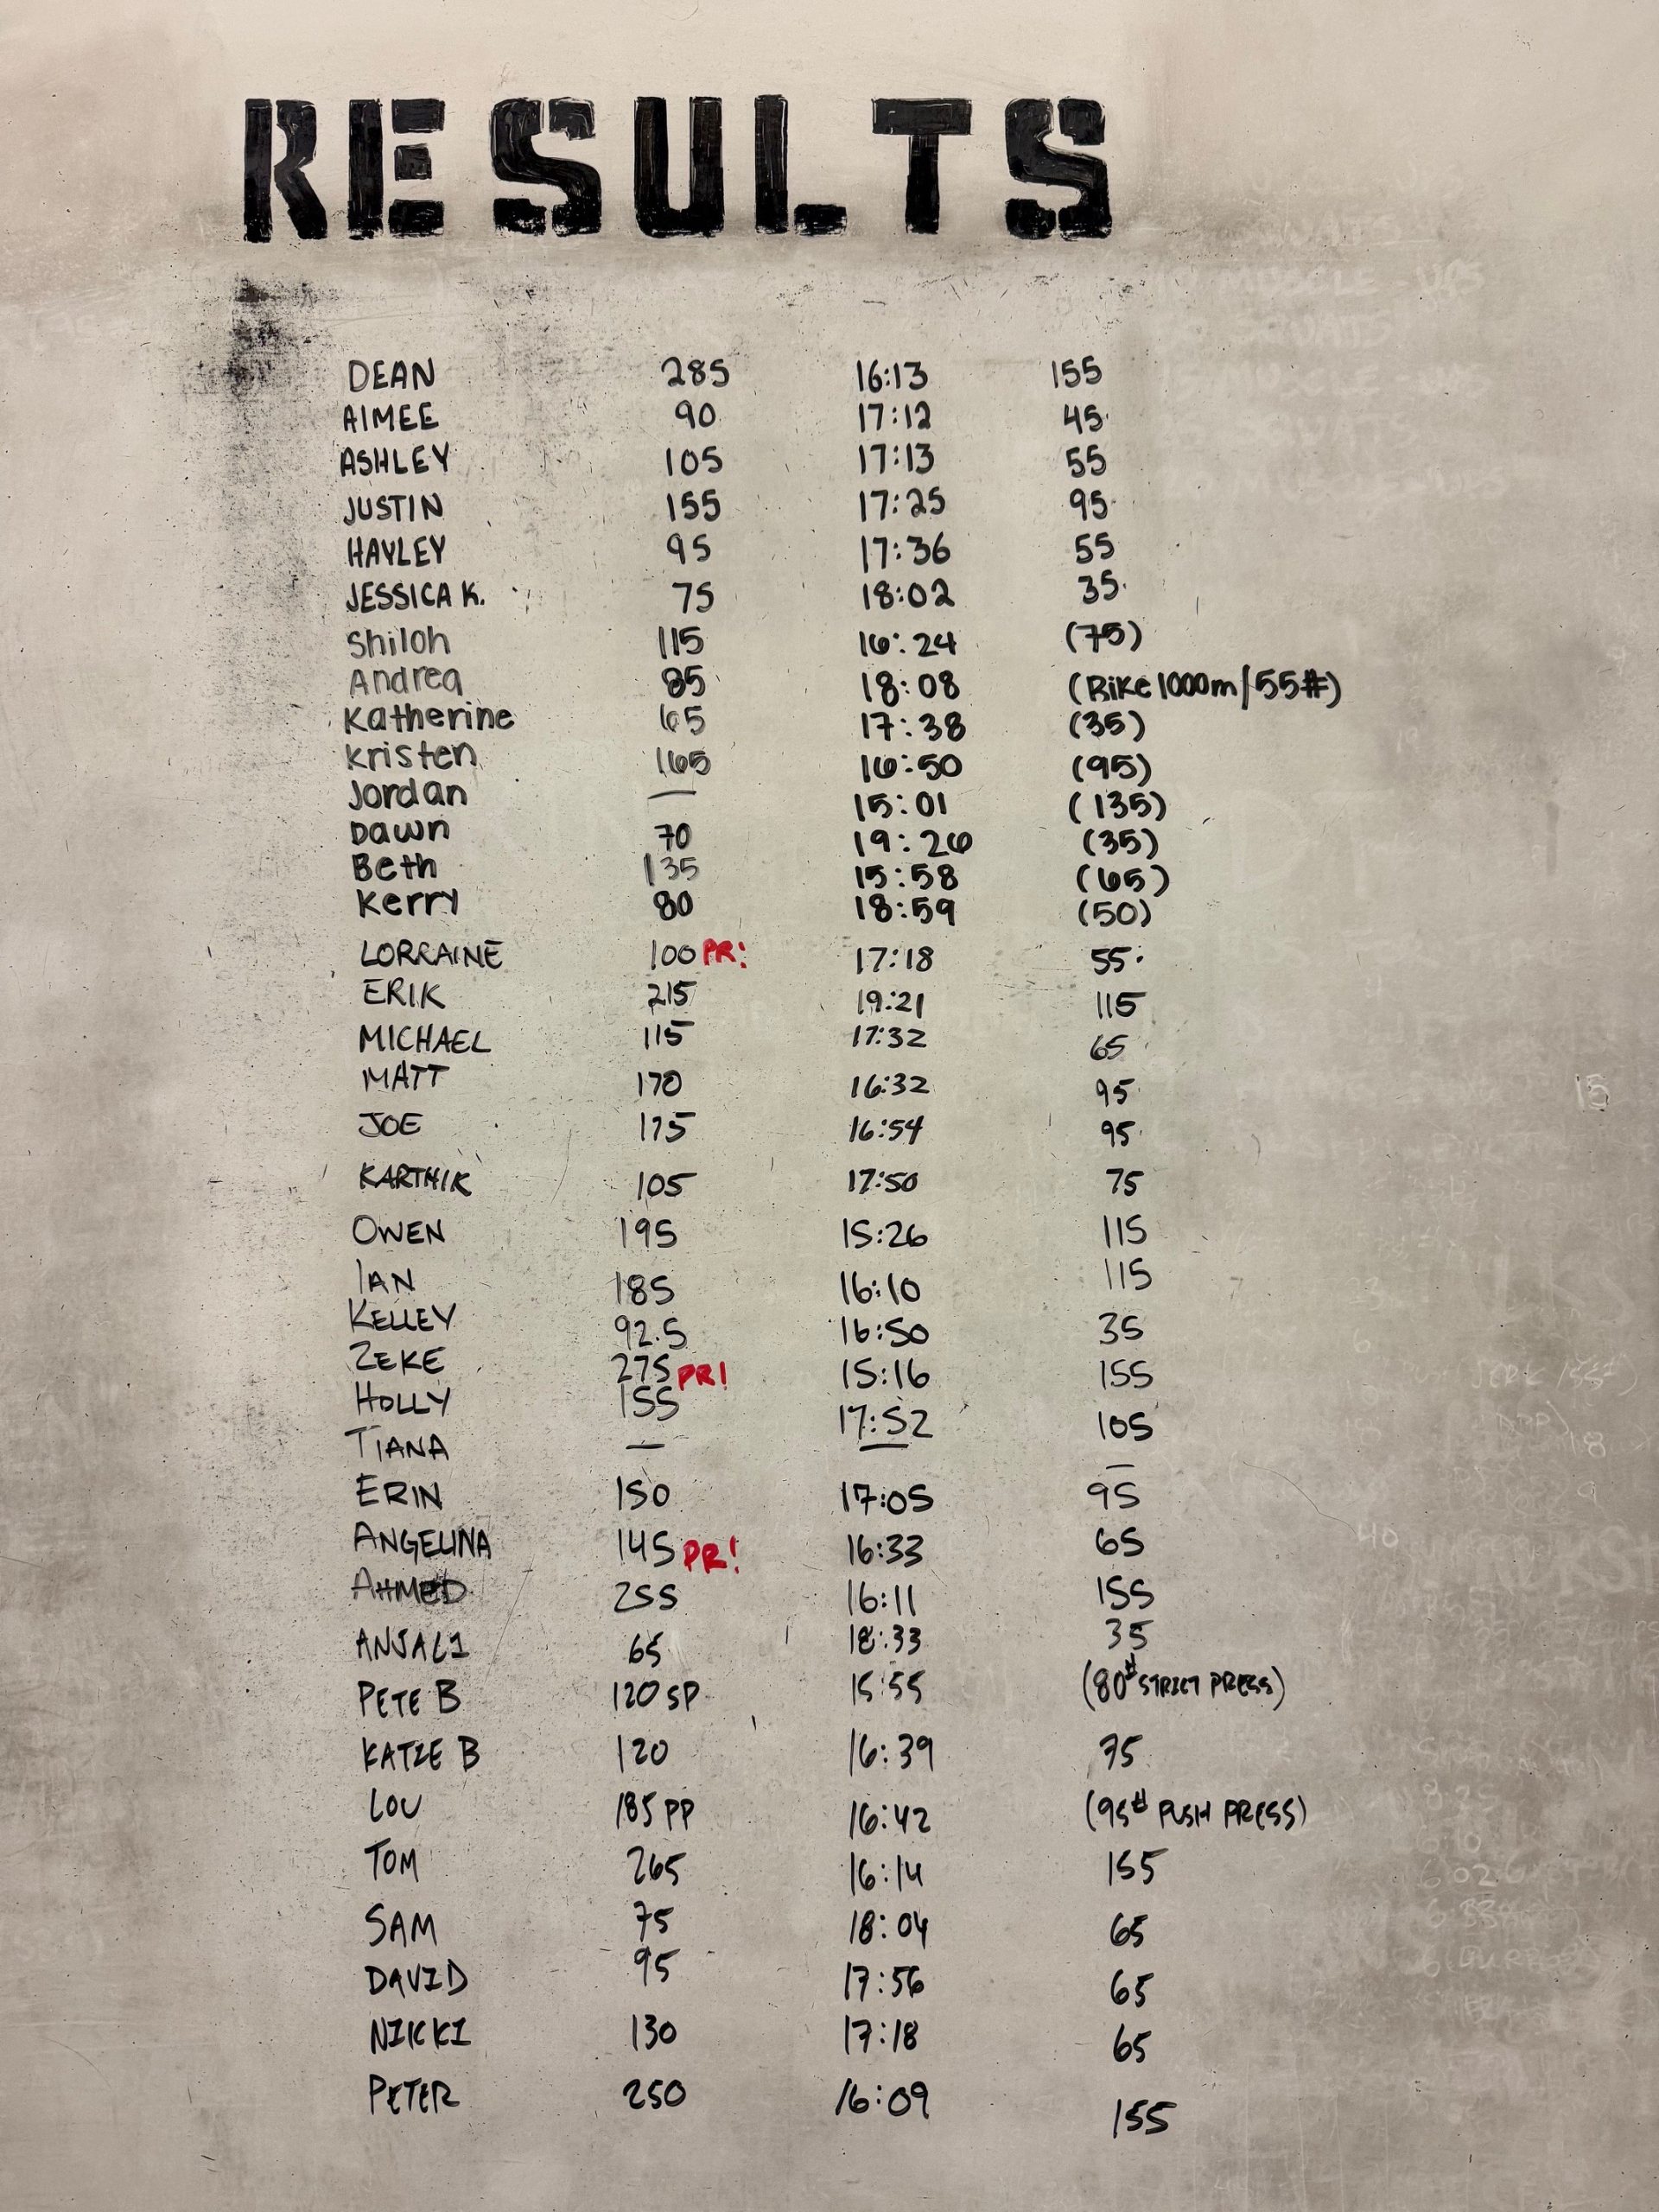 RESULTS
DEAN 285 16:13 155
AIMEE 90 17:12 45
ASHLEY 105 17:13 55
JUSTIN 155 17:25 95
HAYLEY 95 17:36 55
JESSICA K. 75 18:02 35
Shiloh 115 16:24 (75)
Andrea 85 18:08 (Bike 1000m/55#)
Katherine 65 17:38 (35)
Kristen 165 16:50 (95)
Jordan — 15:01 (135)
Dawn 70 19:26 (35)
Beth 135 15:58 (65)
Kerry 80 18:59 (50)
LORRAINE 100 PR! 17:18 55
ERIK 215 19:21 115
MICHAEL 115 17:32 65
MATT 170 16:32 95
JOE 175 16:54 95
KARTHIK 105 17:50 75
OWEN 195 15:26 115
IAN 185 16:10 115
KELLEY 92.5 16:50 35
ZEKE 275 PR! 15:16 155
HOLLY 155 17:52 105
TIANA — — —
ERIN 150 17:05 95
ANGELINA 145 PR! 16:33 65
AHMED 255 16:11 155
ANJALI 65 18:33 35
PETE B 120 SP 15:55 (80# STRICT PRESS)
KATIE B 120 16:39 75
LOU 185 PP 16:42 (95# PUSH PRESS)
TOM 265 16:14 155
SAM 75 18:04 65
DAVID 95 17:56 65
NIKKI 130 17:18 65
PETER 250 16:09 155